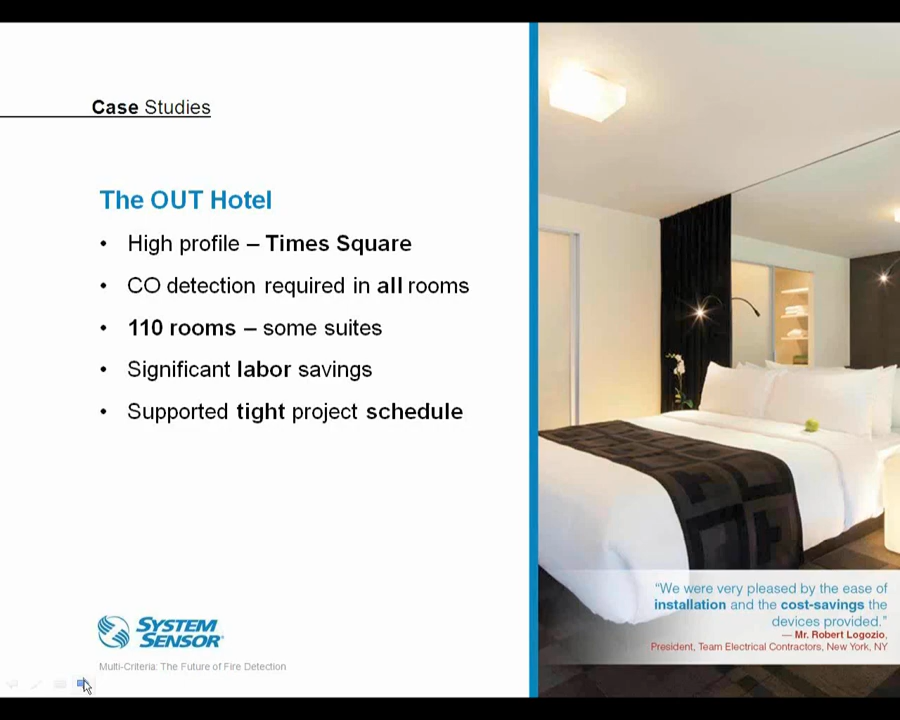 Case Studies
The OUT Hotel
• High profile – Times Square
• CO detection required in all rooms
• 110 rooms – some suites
• Significant labor savings
• Supported tight project schedule
SYSTEM
SENSOR
Multi-Criteria: The Future of Fire Detection
“We were very pleased by the ease of
installation and the cost-savings the
devices provided.”
— Mr. Robert Logozio,
President, Team Electrical Contractors, New York, NY